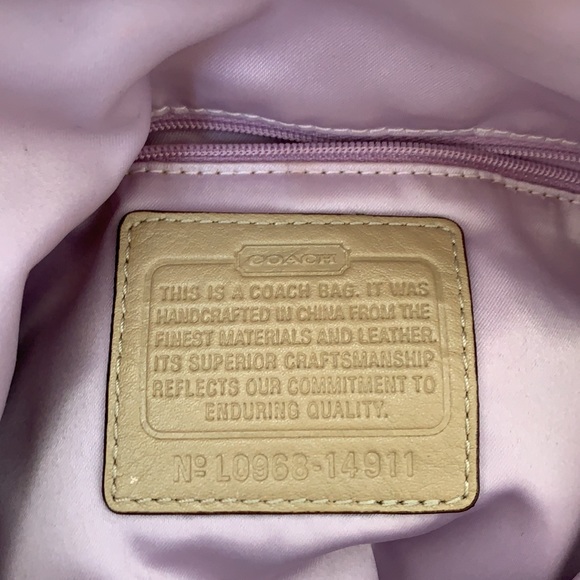 COACH
THIS IS A COACH BAG. IT WAS
HANDCRAFTED IN CHINA FROM THE
FINEST MATERIALS AND LEATHER.
ITS SUPERIOR CRAFTSMANSHIP
REFLECTS OUR COMMITMENT TO
ENDURING QUALITY.
Nº L0968-14911